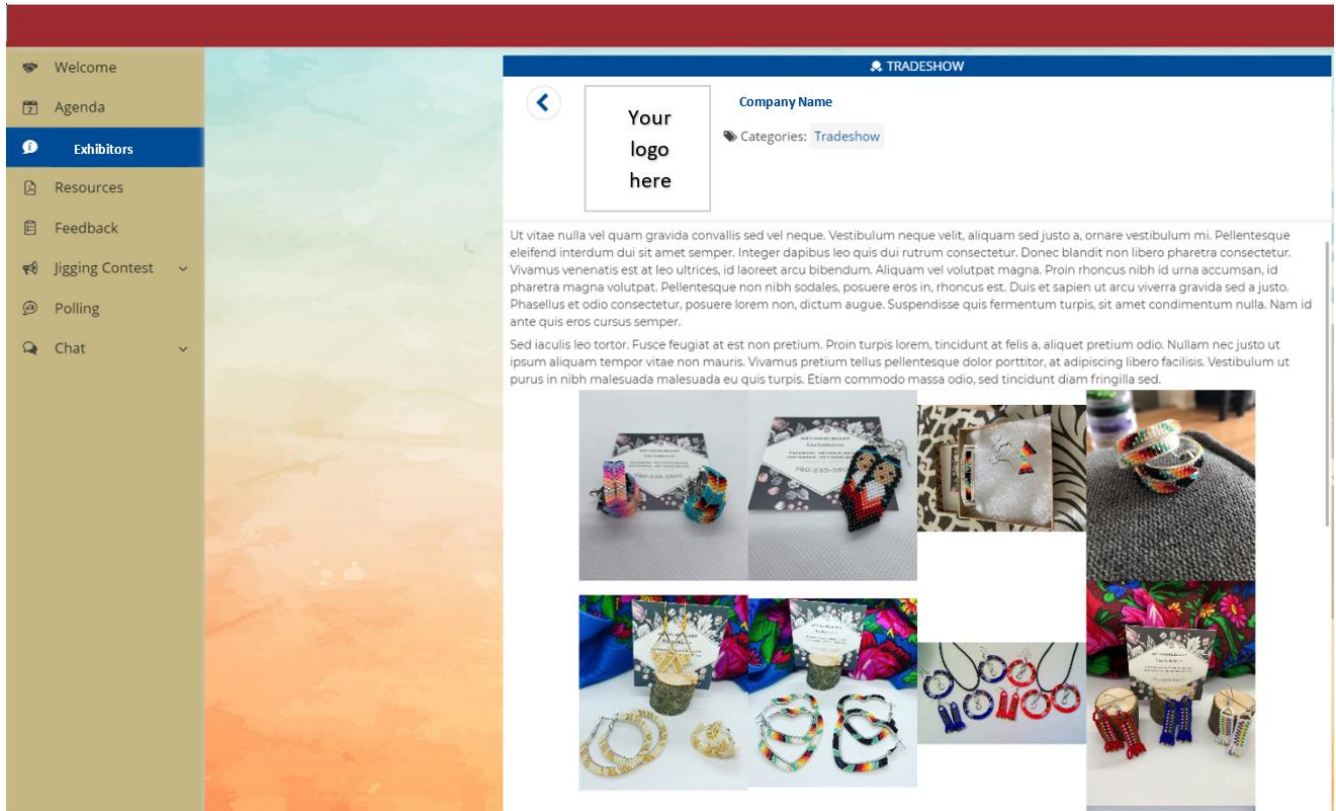 Welcome
Agenda
Exhibitors
Resources
Feedback
Jigging Contest
Polling
Chat
TRADESHOW
Company Name
Categories: Tradeshow
Your
logo
here
Ut vitae nulla vel quam gravida convallis sed vel neque. Vestibulum neque velit, aliquam sed justo a, ornare vestibulum mi. Pellentesque
eleifend interdum dui sit amet semper. Integer dapibus leo quis dui rutrum consectetur. Donec blandit non libero pharetra consectetur.
Vivamus venenatis est at leo ultrices, id laoreet arcu bibendum. Aliquam vel volutpat magna. Proin rhoncus nibh id urna accumsan, id
pharetra magna volutpat. Pellentesque non nibh sodales, posuere eros in, rhoncus est. Duis et sapien ut arcu viverra gravida sed a justo.
Phasellus et odio consectetur, posuere lorem non, dictum augue. Suspendisse quis fermentum turpis, sit amet condimentum nulla. Nam id
ante quis eros cursus semper.
Sed iaculis leo tortor. Fusce feugiat at est non pretium. Proin turpis lorem, tincidunt at felis a, aliquet pretium odio. Nullam nec justo ut
ipsum aliquam tempor vitae non mauris. Vivamus pretium tellus pellentesque dolor porttitor, at adipiscing libero facilisis. Vestibulum ut
purus in nibh malesuada malesuada eu quis turpis. Etiam commodo massa odio, sed tincidunt diam fringilla sed.